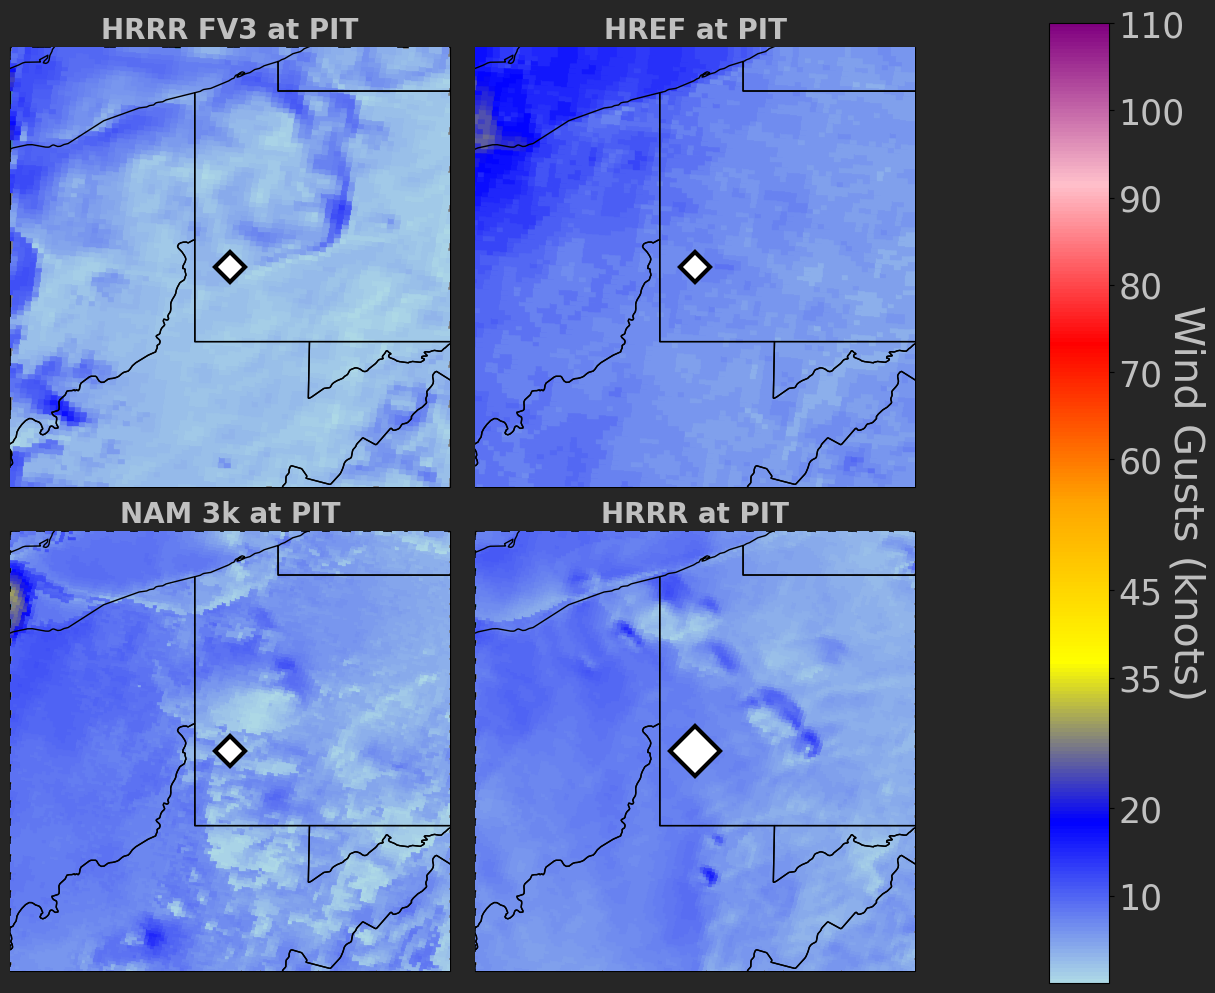 HRRR FV3 at PIT
HREF at PIT
NAM 3k at PIT
HRRR at PIT
110
100
90
80
70
60
45
35
20
10
Wind Gusts (knots)